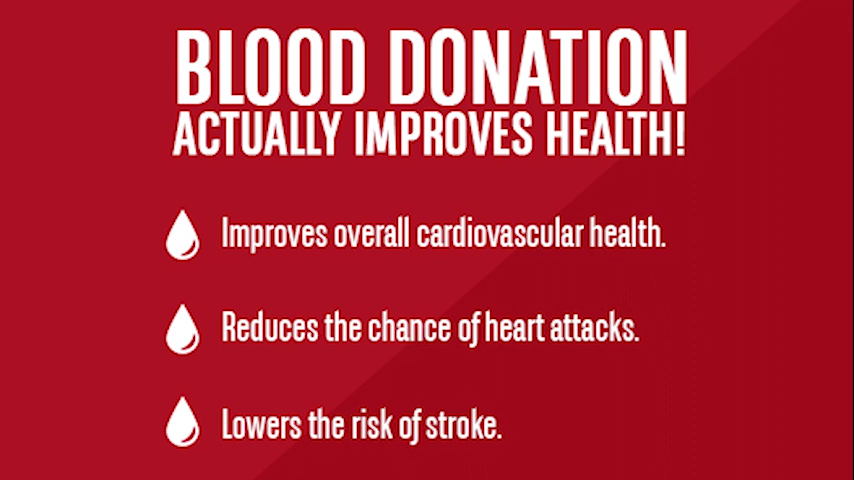 BLOOD DONATION
ACTUALLY IMPROVES HEALTH!
Improves overall cardiovascular health.
Reduces the chance of heart attacks.
Lowers the risk of stroke.